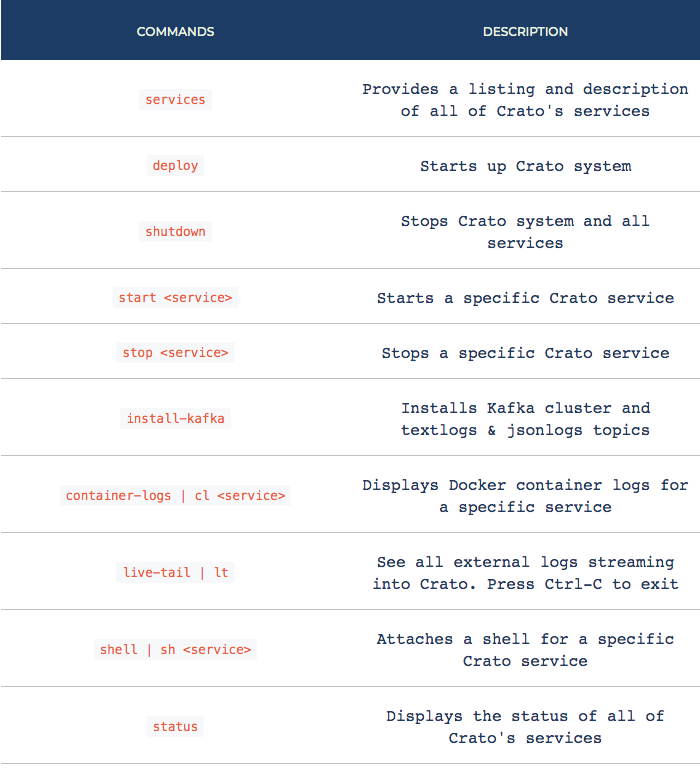 COMMANDS DESCRIPTION
services
Provides a listing and description
of all of Crato's services
deploy
Starts up Crato system
shutdown
Stops Crato system and all
services
start <service>
Starts a specific Crato service
stop <service>
Stops a specific Crato service
install-kafka
Installs Kafka cluster and
textlogs & jsonlogs topics
container-logs | cl <service>
Displays Docker container logs for
a specific service
live-tail | lt
See all external logs streaming
into Crato. Press Ctrl-C to exit
shell | sh <service>
Attaches a shell for a specific
Crato service
status
Displays the status of all of
Crato's services